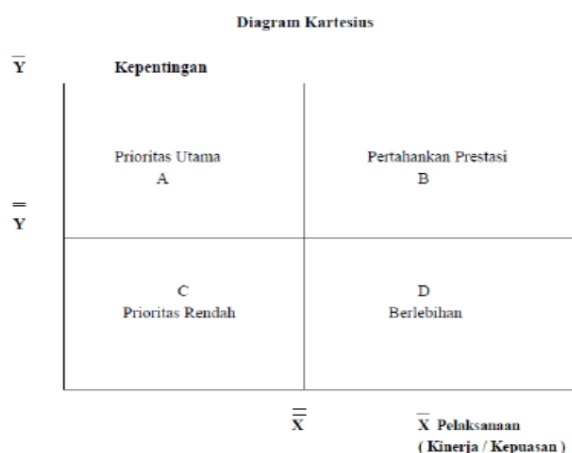 Diagram Kartesius
Y̅ Kepentingan
Prioritas Utama Pertahankan Prestasi
A B
Y̿
C D
Prioritas Rendah Berlebihan
X̿ X̅ Pelaksanaan
( Kinerja / Kepuasan )